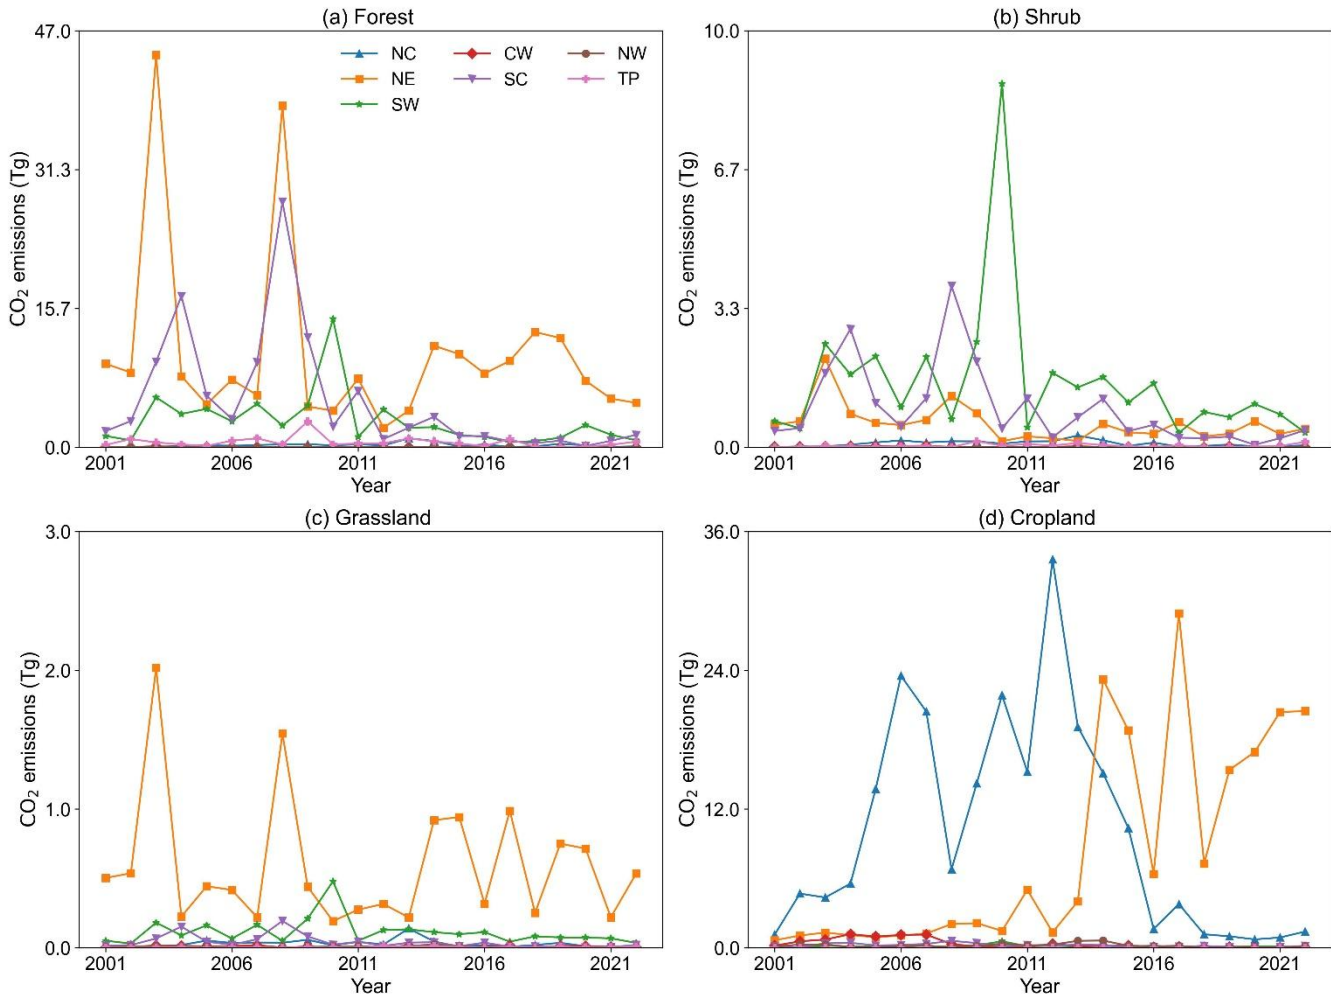 (a) Forest
47.0
31.3
15.7
0.0
CO₂ emissions (Tg)
NC
NE
SW
CW
SC
NW
TP
2001 2006 2011 2016 2021
Year
(b) Shrub
10.0
6.7
3.3
0.0
CO₂ emissions (Tg)
2001 2006 2011 2016 2021
Year
(c) Grassland
3.0
2.0
1.0
0.0
CO₂ emissions (Tg)
2001 2006 2011 2016 2021
Year
(d) Cropland
36.0
24.0
12.0
0.0
CO₂ emissions (Tg)
2001 2006 2011 2016 2021
Year